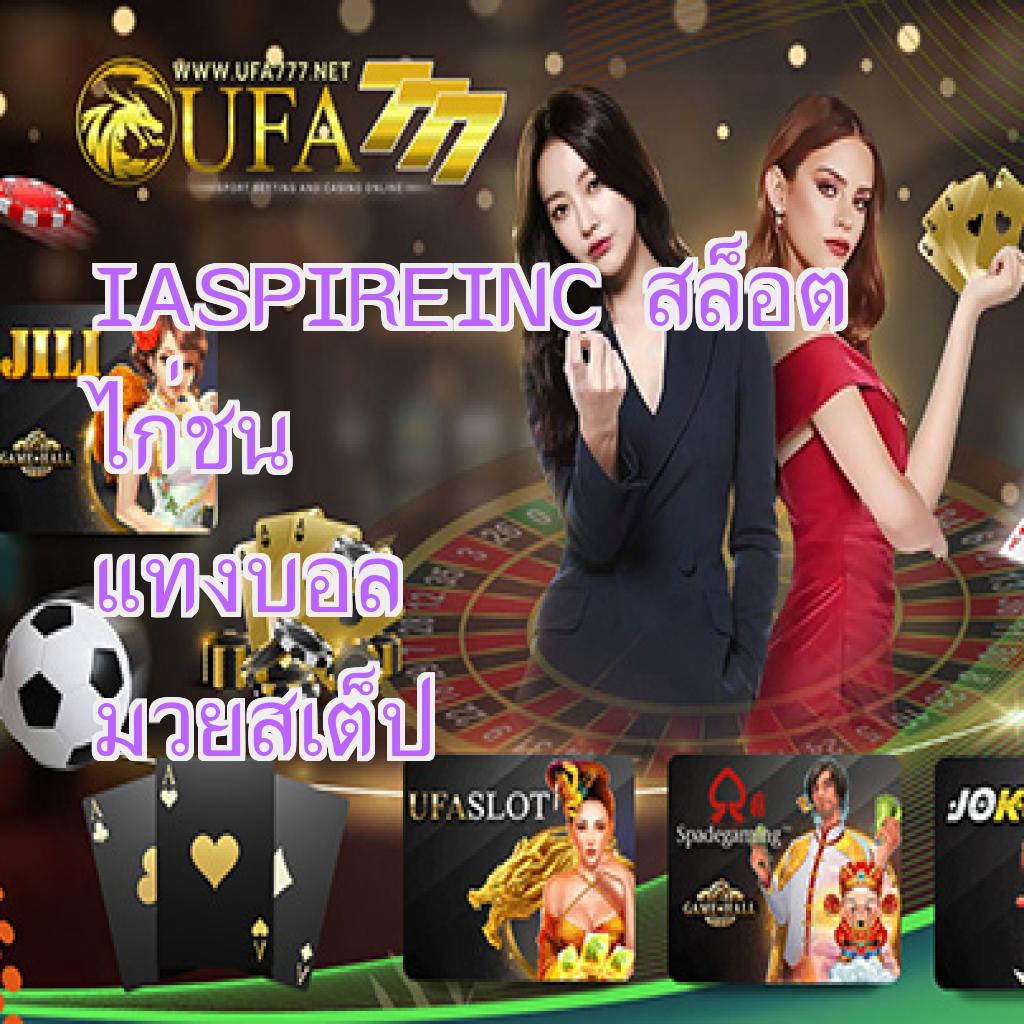 WWW.UFA777.NET
UFA777
SPORT BETTING AND CASINO ONLINE
IASPIREINC สล็อต
JILI
ไก่ชน
GAME HALL
แทงบอล
มวยสเต็ป
A
A
UFASLOT
Spadegaming™
GAME HALL
JOK